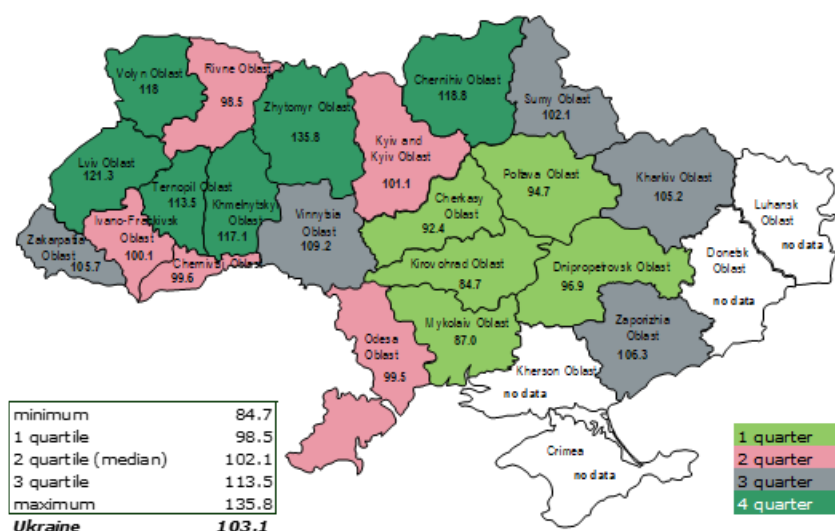 Volyn Oblast
118
Rivne Oblast
98.5
Zhytomyr Oblast
135.8
Kyiv and
Kyiv Oblast
101.1
Chernihiv Oblast
118.8
Sumy Oblast
102.1
Lviv Oblast
121.3
Ternopil Oblast
113.5
Khmelnytskyi
Oblast
117.1
Ivano-Frankivsk
Oblast
100.1
Zakarpattia
Oblast
105.7
Chernivtsi Oblast
99.6
Vinnytsia
Oblast
109.2
Cherkasy
Oblast
92.4
Poltava Oblast
94.7
Kharkiv Oblast
105.2
Luhansk
Oblast
no data
Donetsk
Oblast
no data
Kirovohrad Oblast
84.7
Dnipropetrovsk Oblast
96.9
Zaporizhia
Oblast
106.3
Mykolaiv Oblast
87.0
Odesa
Oblast
99.5
Kherson Oblast
no data
Crimea
no data
minimum 84.7
1 quartile 98.5
2 quartile (median) 102.1
3 quartile 113.5
maximum 135.8
Ukraine 103.1
1 quarter
2 quarter
3 quarter
4 quarter